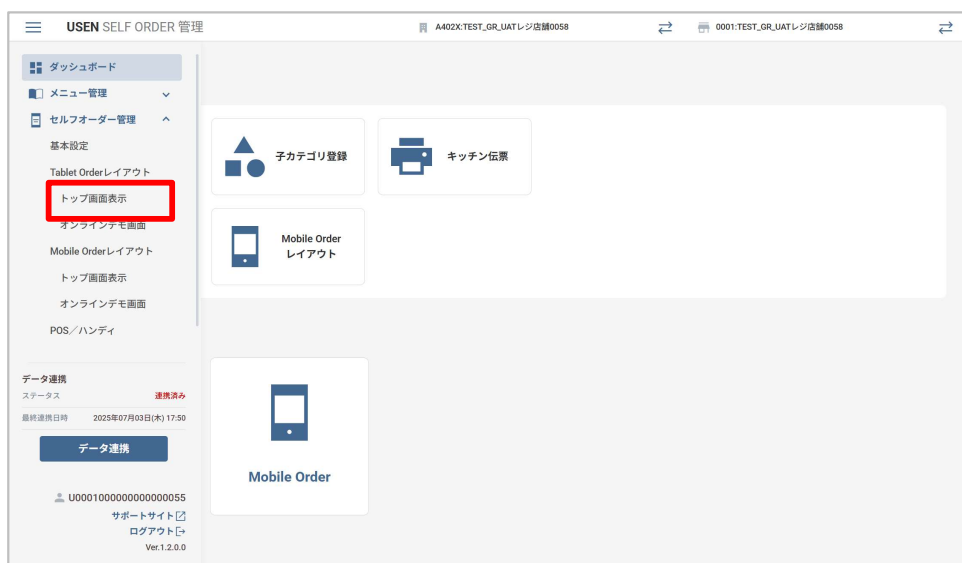 USEN SELF ORDER 管理
A402X:TEST_GR_UATレジ店舗0058
0001:TEST_GR_UATレジ店舗0058
ダッシュボード
メニュー管理
セルフオーダー管理
基本設定
Tablet Orderレイアウト
トップ画面表示
オンラインデモ画面
Mobile Orderレイアウト
トップ画面表示
オンラインデモ画面
POS／ハンディ
データ連携
ステータス 連携済み
最終連携日時 2025年07月03日(木) 17:50
データ連携
U0001000000000000055
サポートサイト
ログアウト
Ver.1.2.0.0
子カテゴリ登録
キッチン伝票
Mobile Order
レイアウト
Mobile Order